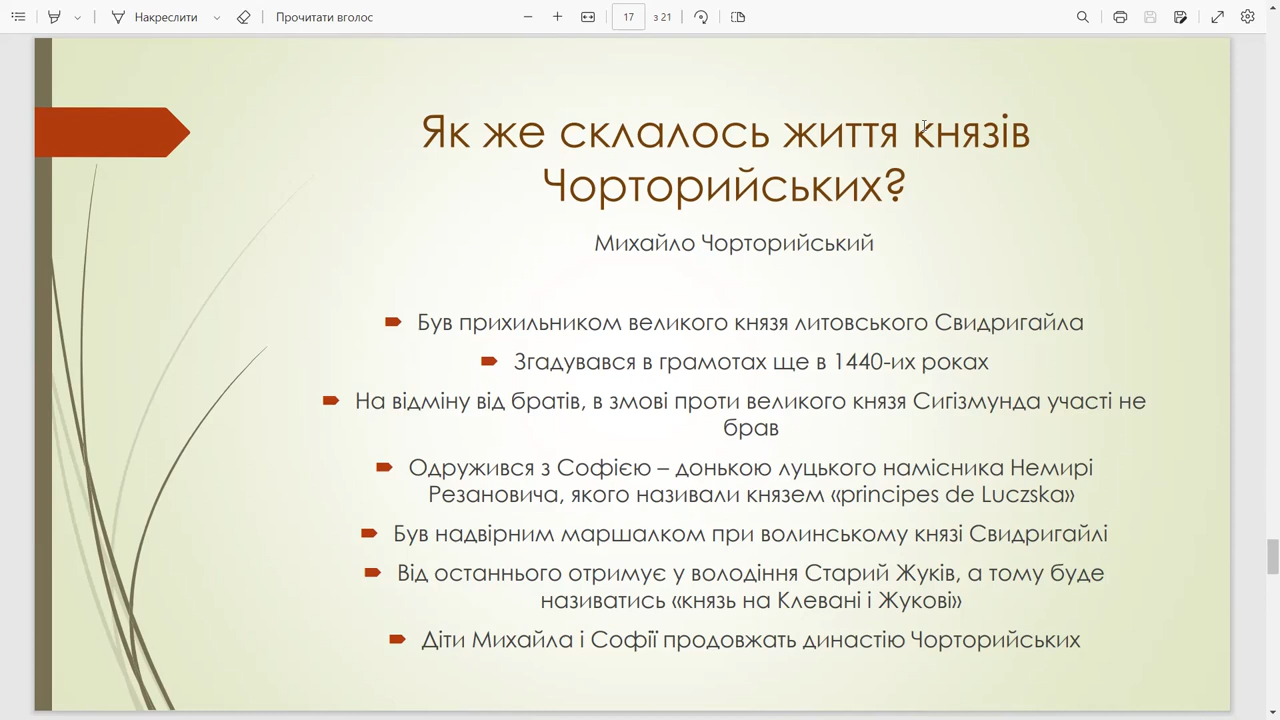 Накреслити
Прочитати вголос
17
з 21
Як же склалось життя князів
Чорторийських?
Михайло Чорторийський
Був прихильником великого князя литовського Свидригайла
Згадувався в грамотах ще в 1440-их роках
На відміну від братів, в змові проти великого князя Сигізмунда участі не
брав
Одружився з Софією – донькою луцького намісника Немирі
Резановича, якого називали князем «principes de Luczska»
Був надвірним маршалком при волинському князі Свидригайлі
Від останнього отримує у володіння Старий Жуків, а тому буде
називатись «князь на Клевані і Жукові»
Діти Михайла і Софії продовжать династію Чорторийських